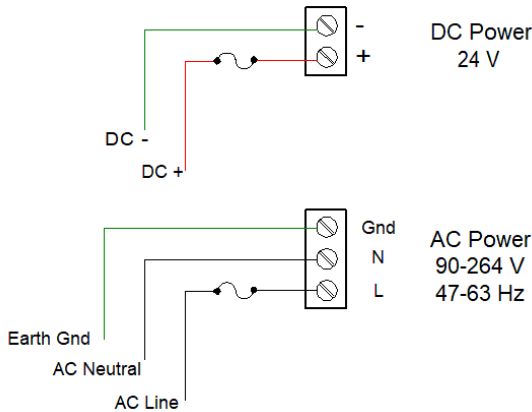 -
+
DC Power
24 V
DC -
DC +
Gnd
N
L
AC Power
90-264 V
47-63 Hz
Earth Gnd
AC Neutral
AC Line